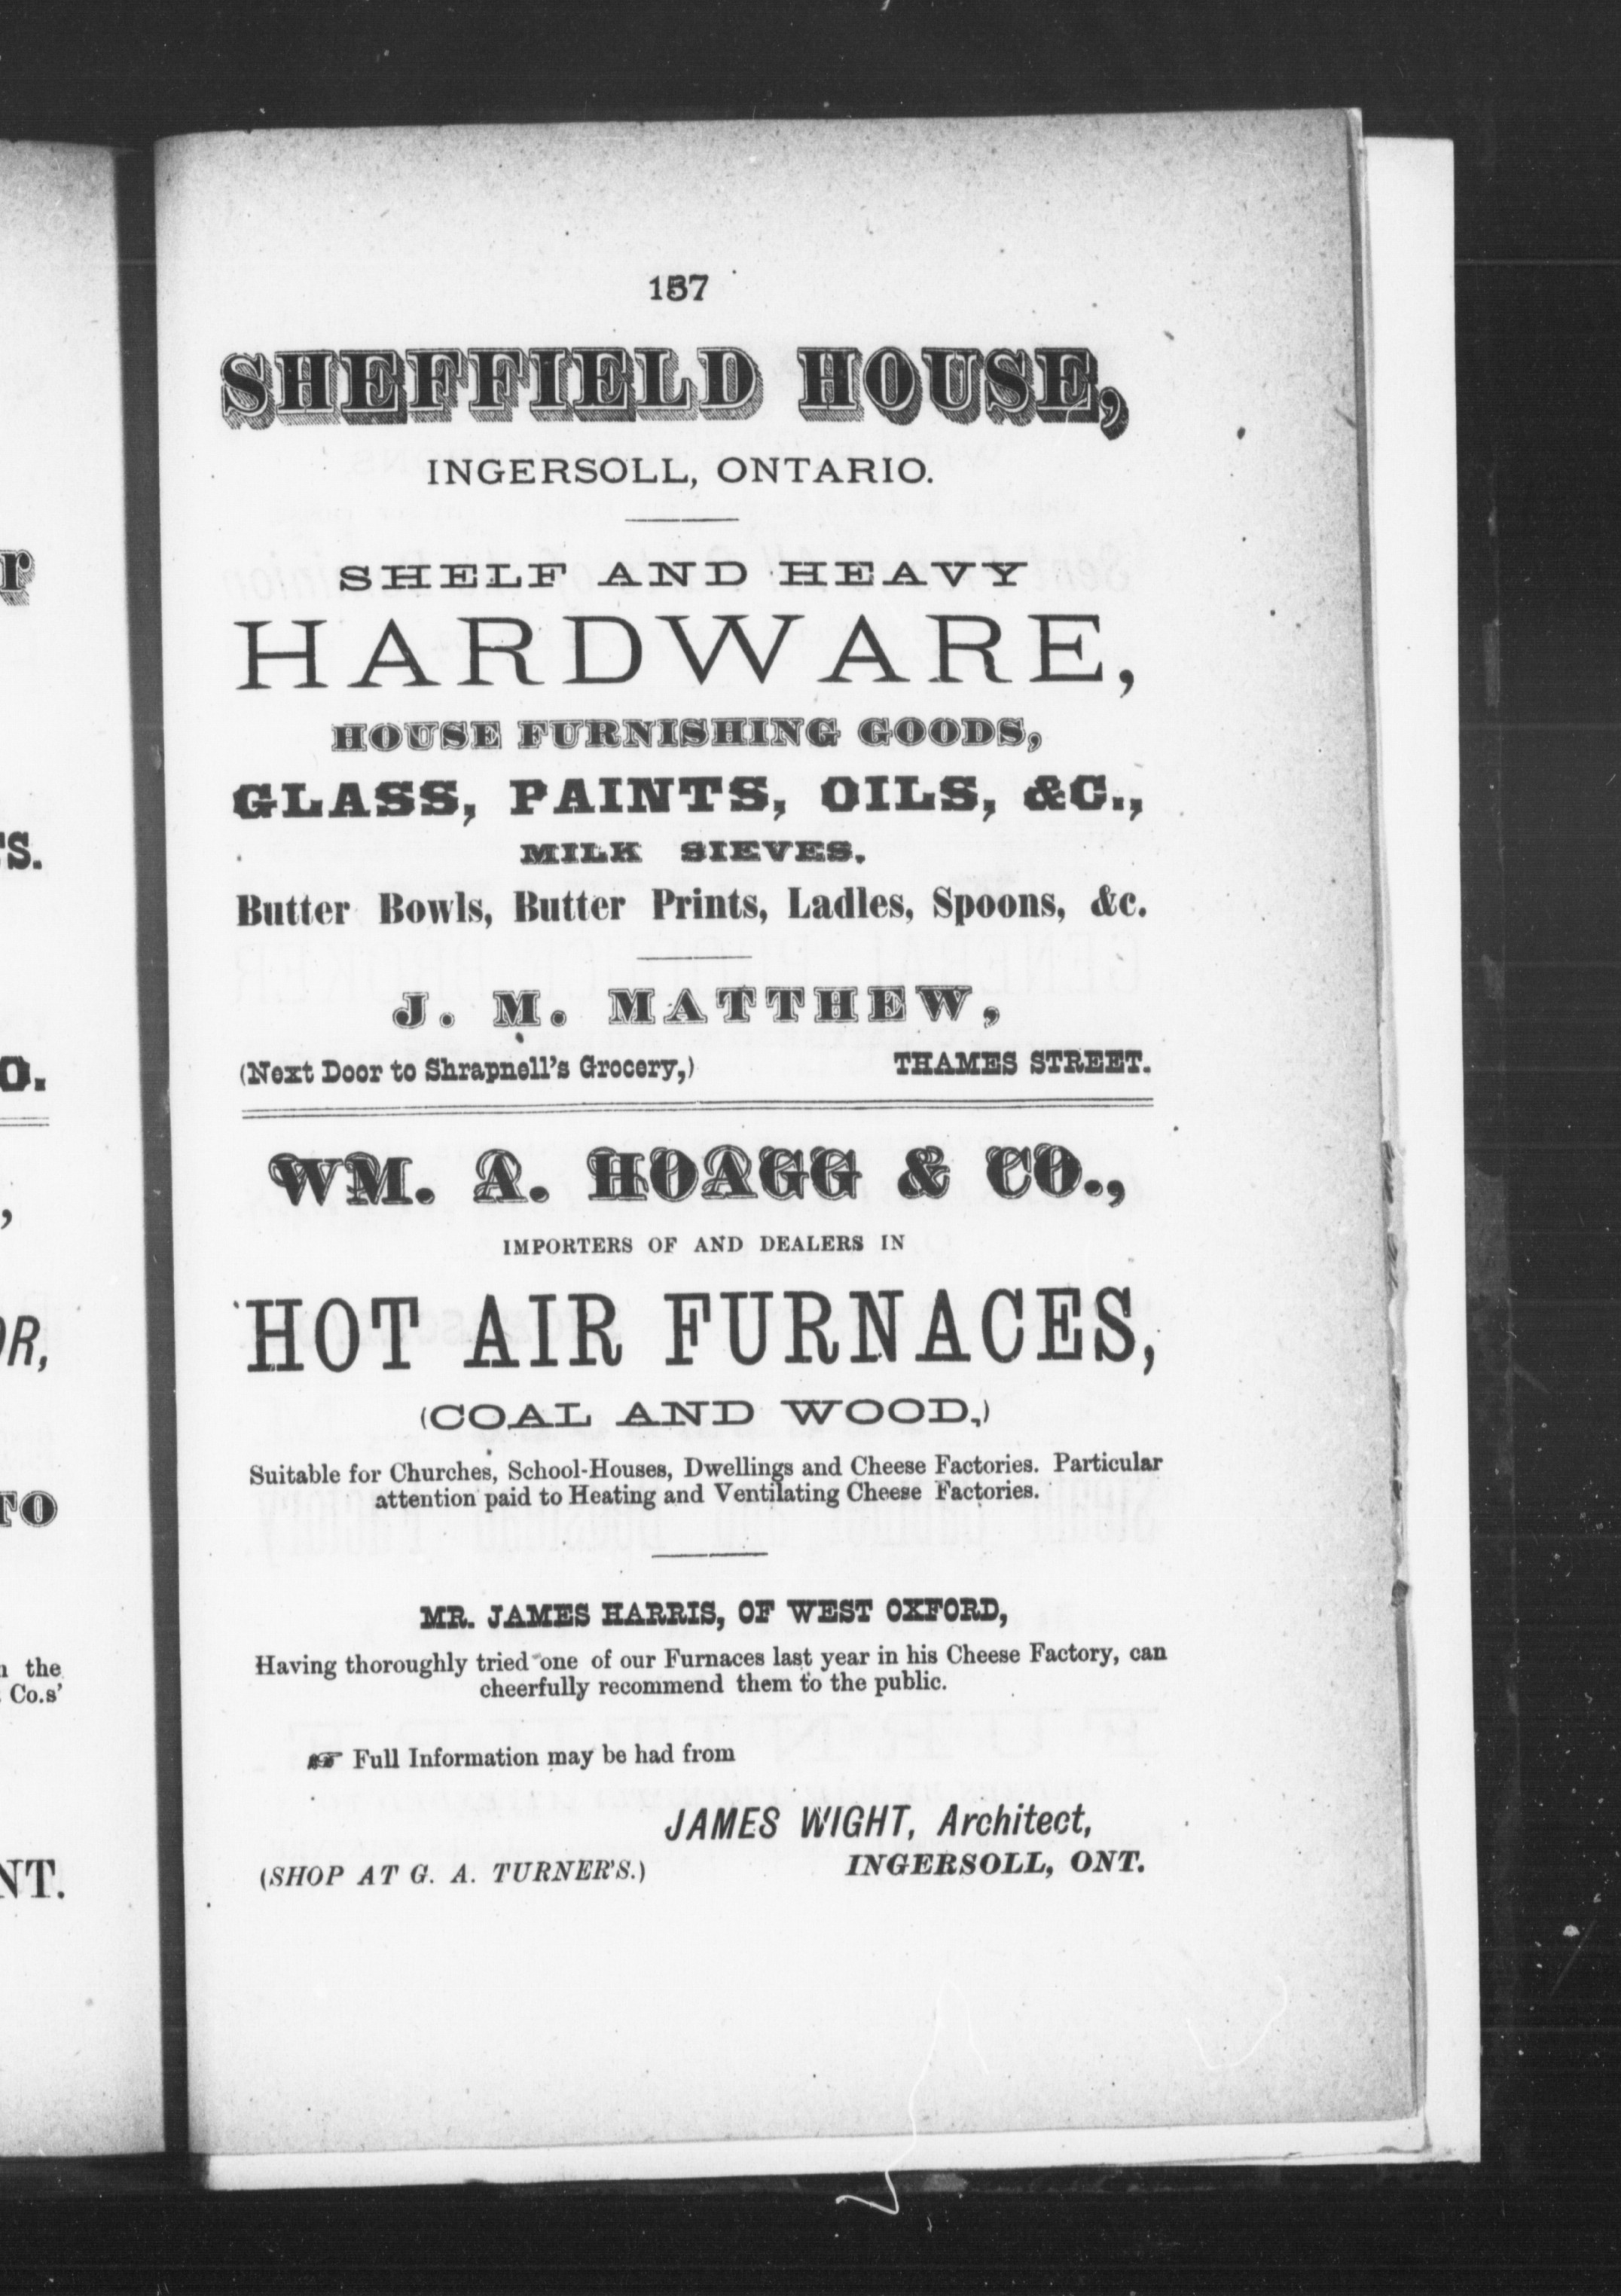 157
SHEFFIELD HOUSE,
INGERSOLL, ONTARIO.
SHELF AND HEAVY
HARDWARE,
HOUSE FURNISHING GOODS,
GLASS, PAINTS, OILS, &C.,
MILK SIEVES.
Butter Bowls, Butter Prints, Ladles, Spoons, &c.
J. M. MATTHEW,
(Next Door to Shrapnell's Grocery,) THAMES STREET.
WM. A. HOAGG & CO.,
IMPORTERS OF AND DEALERS IN
HOT AIR FURNACES,
(COAL AND WOOD,)
Suitable for Churches, School-Houses, Dwellings and Cheese Factories. Particular
attention paid to Heating and Ventilating Cheese Factories.
MR. JAMES HARRIS, OF WEST OXFORD,
Having thoroughly tried one of our Furnaces last year in his Cheese Factory, can
cheerfully recommend them to the public.
☞ Full Information may be had from
JAMES WIGHT, Architect,
(SHOP AT G. A. TURNER'S.) INGERSOLL, ONT.